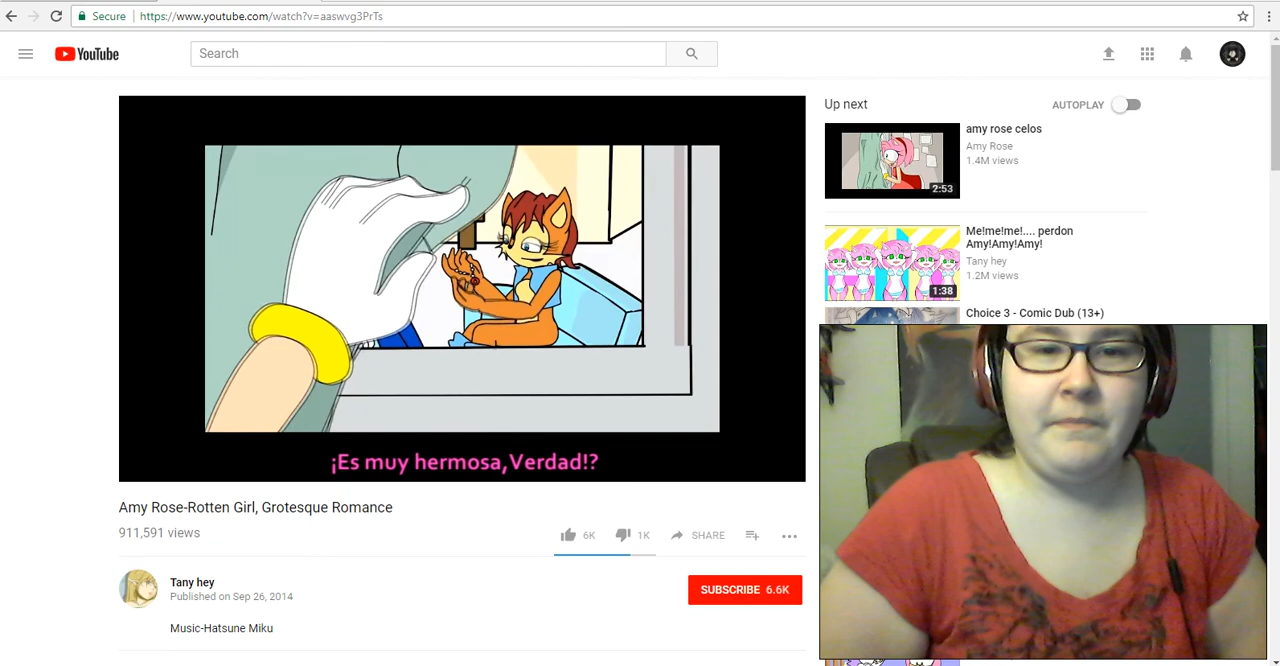 Secure
https://www.youtube.com/watch?v=aaswvg3PrTs
YouTube
Search
¡Es muy hermosa,Verdad!?
Amy Rose-Rotten Girl, Grotesque Romance
911,591 views
6K
1K
SHARE
Tany hey
Published on Sep 26, 2014
SUBSCRIBE 6.6K
Music-Hatsune Miku
Up next
AUTOPLAY
2:53
amy rose celos
Amy Rose
1.4M views
1:38
Me!me!me!.... perdon
Amy!Amy!Amy!
Tany hey
1.2M views
Choice 3 - Comic Dub (13+)